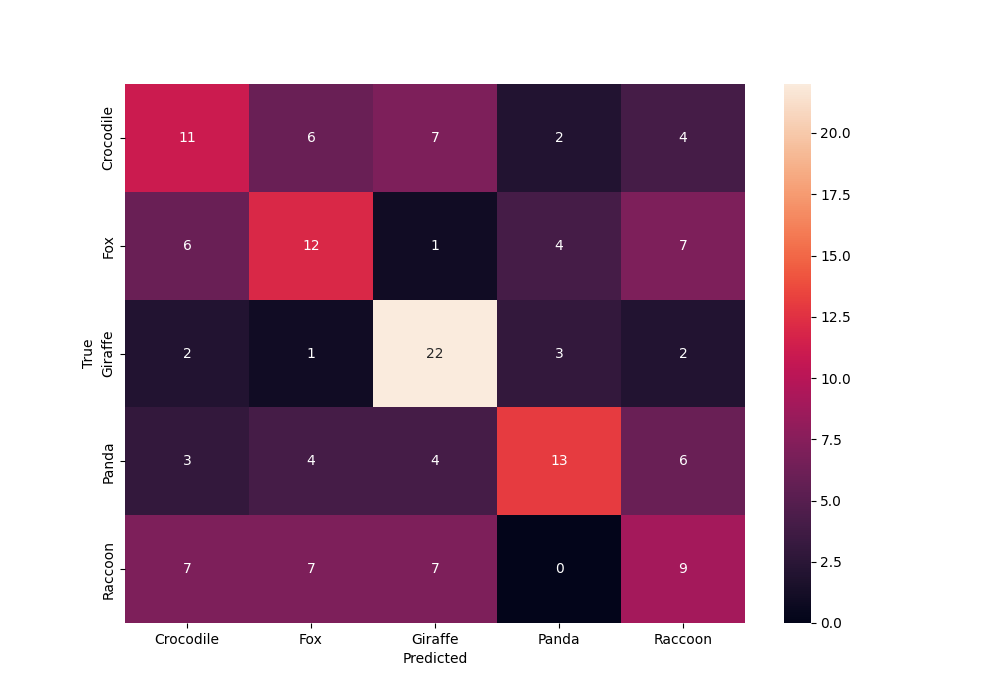 Crocodile 11 6 7 2 4
Fox 6 12 1 4 7
Giraffe 2 1 22 3 2
Panda 3 4 4 13 6
Raccoon 7 7 7 0 9
True
Crocodile Fox Giraffe Panda Raccoon
Predicted
20.0
17.5
15.0
12.5
10.0
7.5
5.0
2.5
0.0